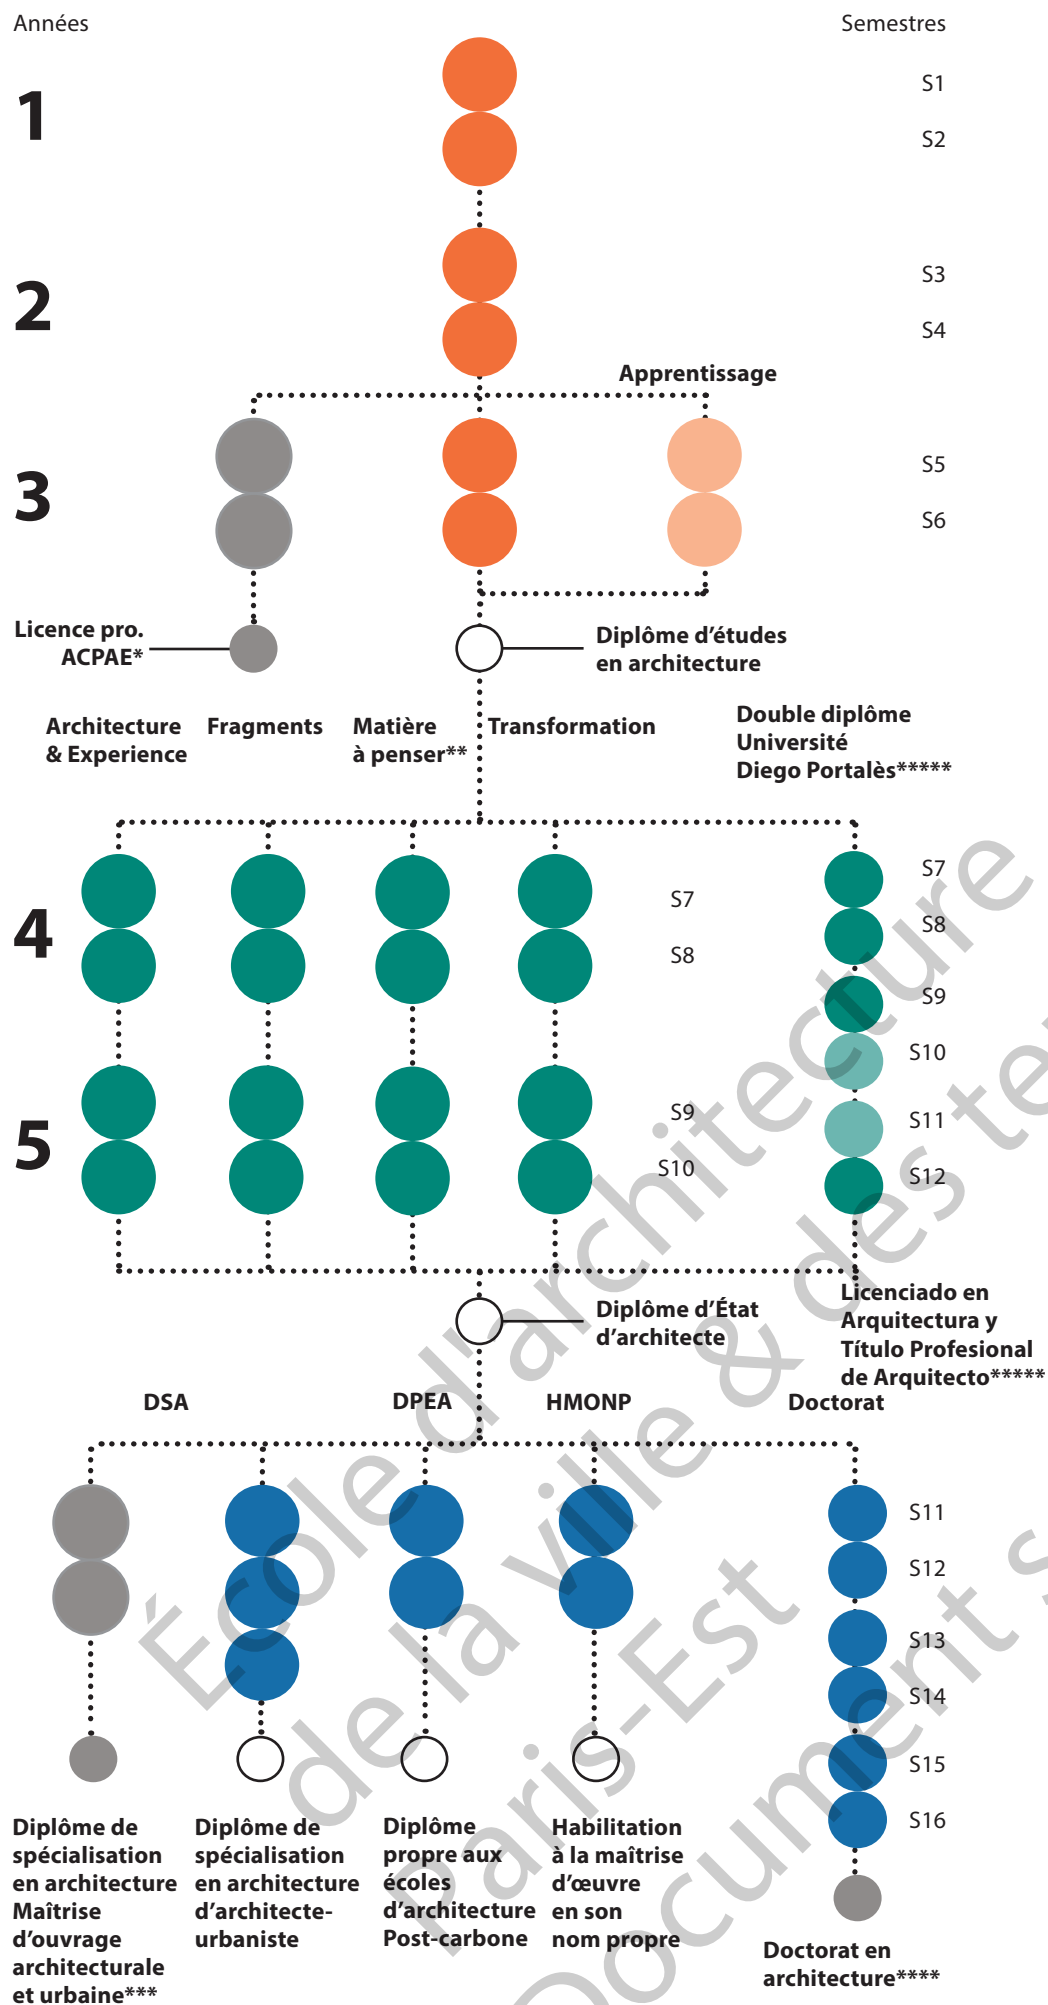 Années
Semestres
1
S1
S2
2
S3
S4
Apprentissage
3
S5
S6
Licence pro.
ACPAE*
Diplôme d'études
en architecture
Architecture
& Experience
Fragments
Matière
à penser**
Transformation
Double diplôme
Université
Diego Portalès*****
4
S7
S8
S7
S8
S9
S10
5
S9
S10
S11
S12
Diplôme d'État
d'architecte
Licenciado en
Arquitectura y
Título Profesional
de Arquitecto*****
DSA
DPEA
HMONP
Doctorat
S11
S12
S13
S14
S15
S16
Diplôme de
spécialisation
en architecture
Maîtrise
d'ouvrage
architecturale
et urbaine***
Diplôme de
spécialisation
en architecture
d'architecte-
urbaniste
Diplôme
propre aux
écoles
d'architecture
Post-carbone
Habilitation
à la maîtrise
d'œuvre
en son
nom propre
Doctorat en
architecture****
École d'architecture
de la ville & des
Paris-Est
Document